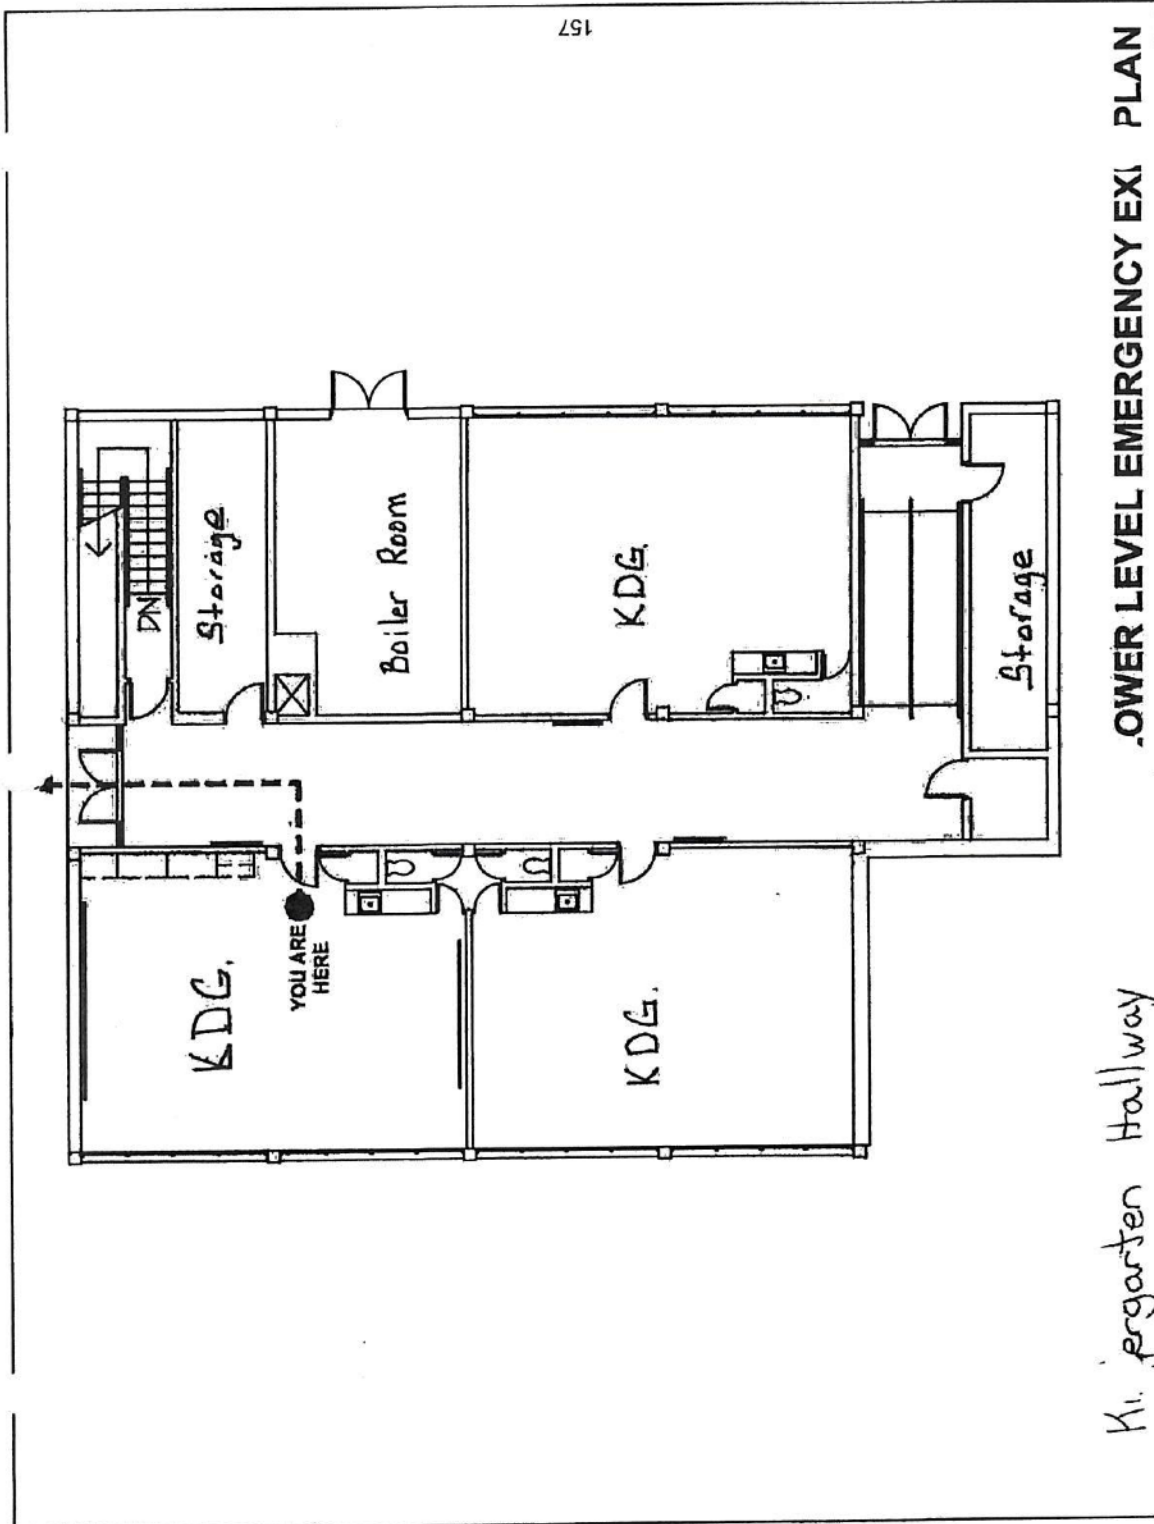 157
DN
Storage
Boiler Room
KDG.
Storage
YOU ARE
HERE
KDG.
KDG.
.OWER LEVEL EMERGENCY EXI PLAN
Ki. ergarten Hallway